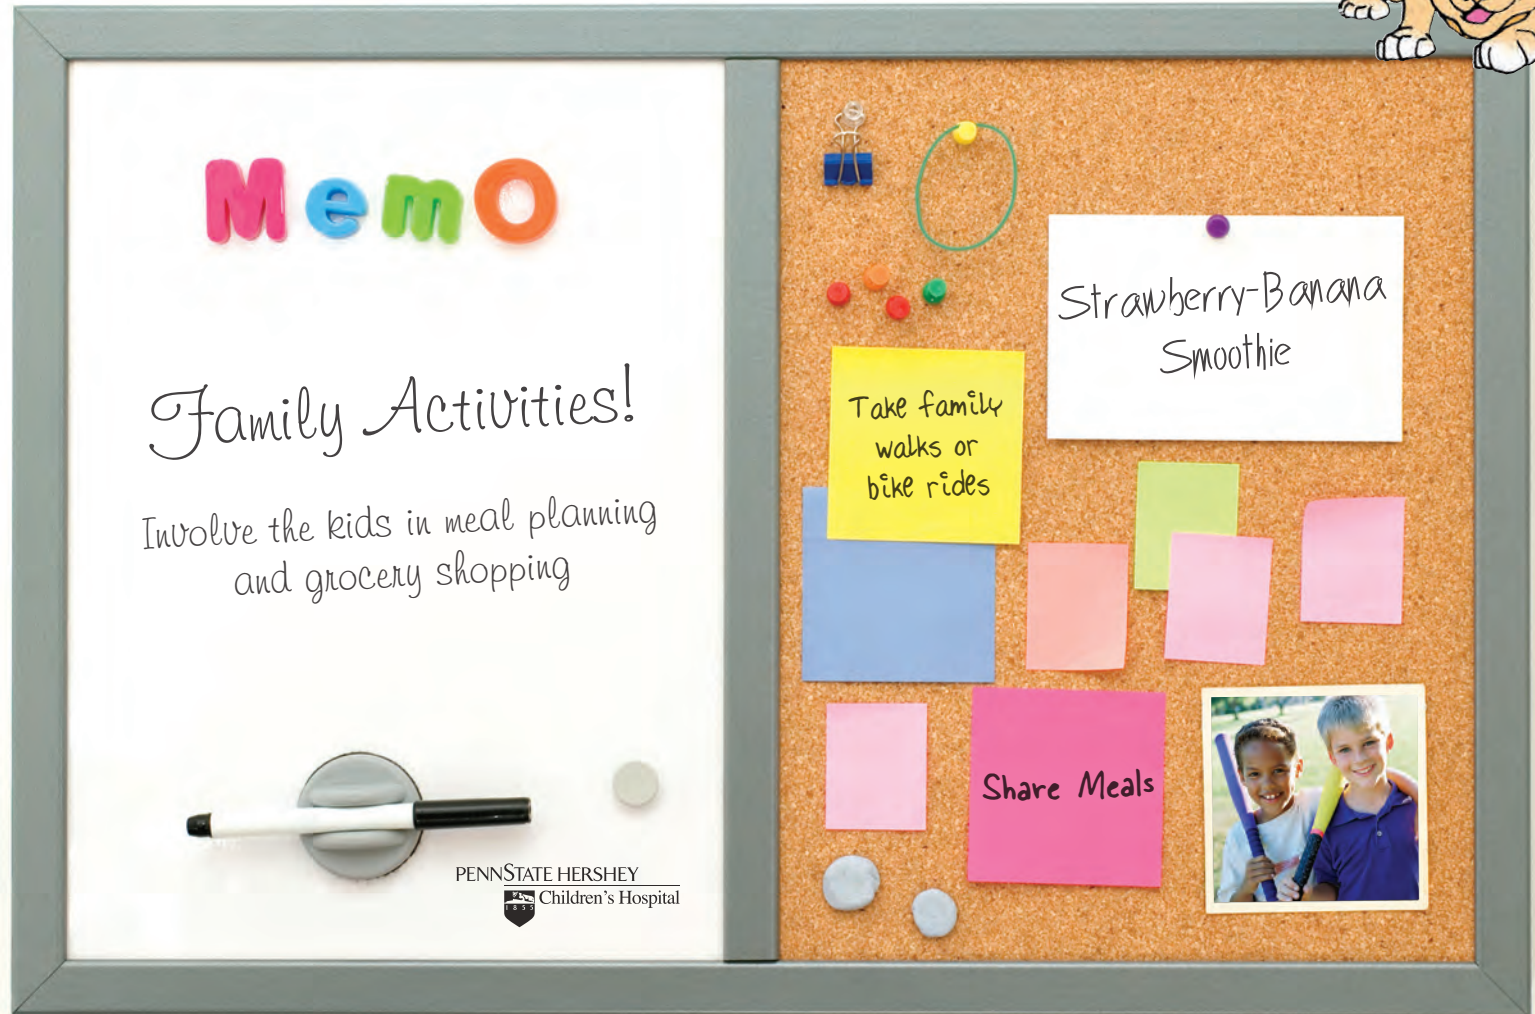 MemO
Family Activities!
Involve the kids in meal planning
and grocery shopping
PENNSTATE HERSHEY
1855
Children's Hospital
Strawberry-Banana
Smoothie
Take family
walks or
bike rides
Share Meals